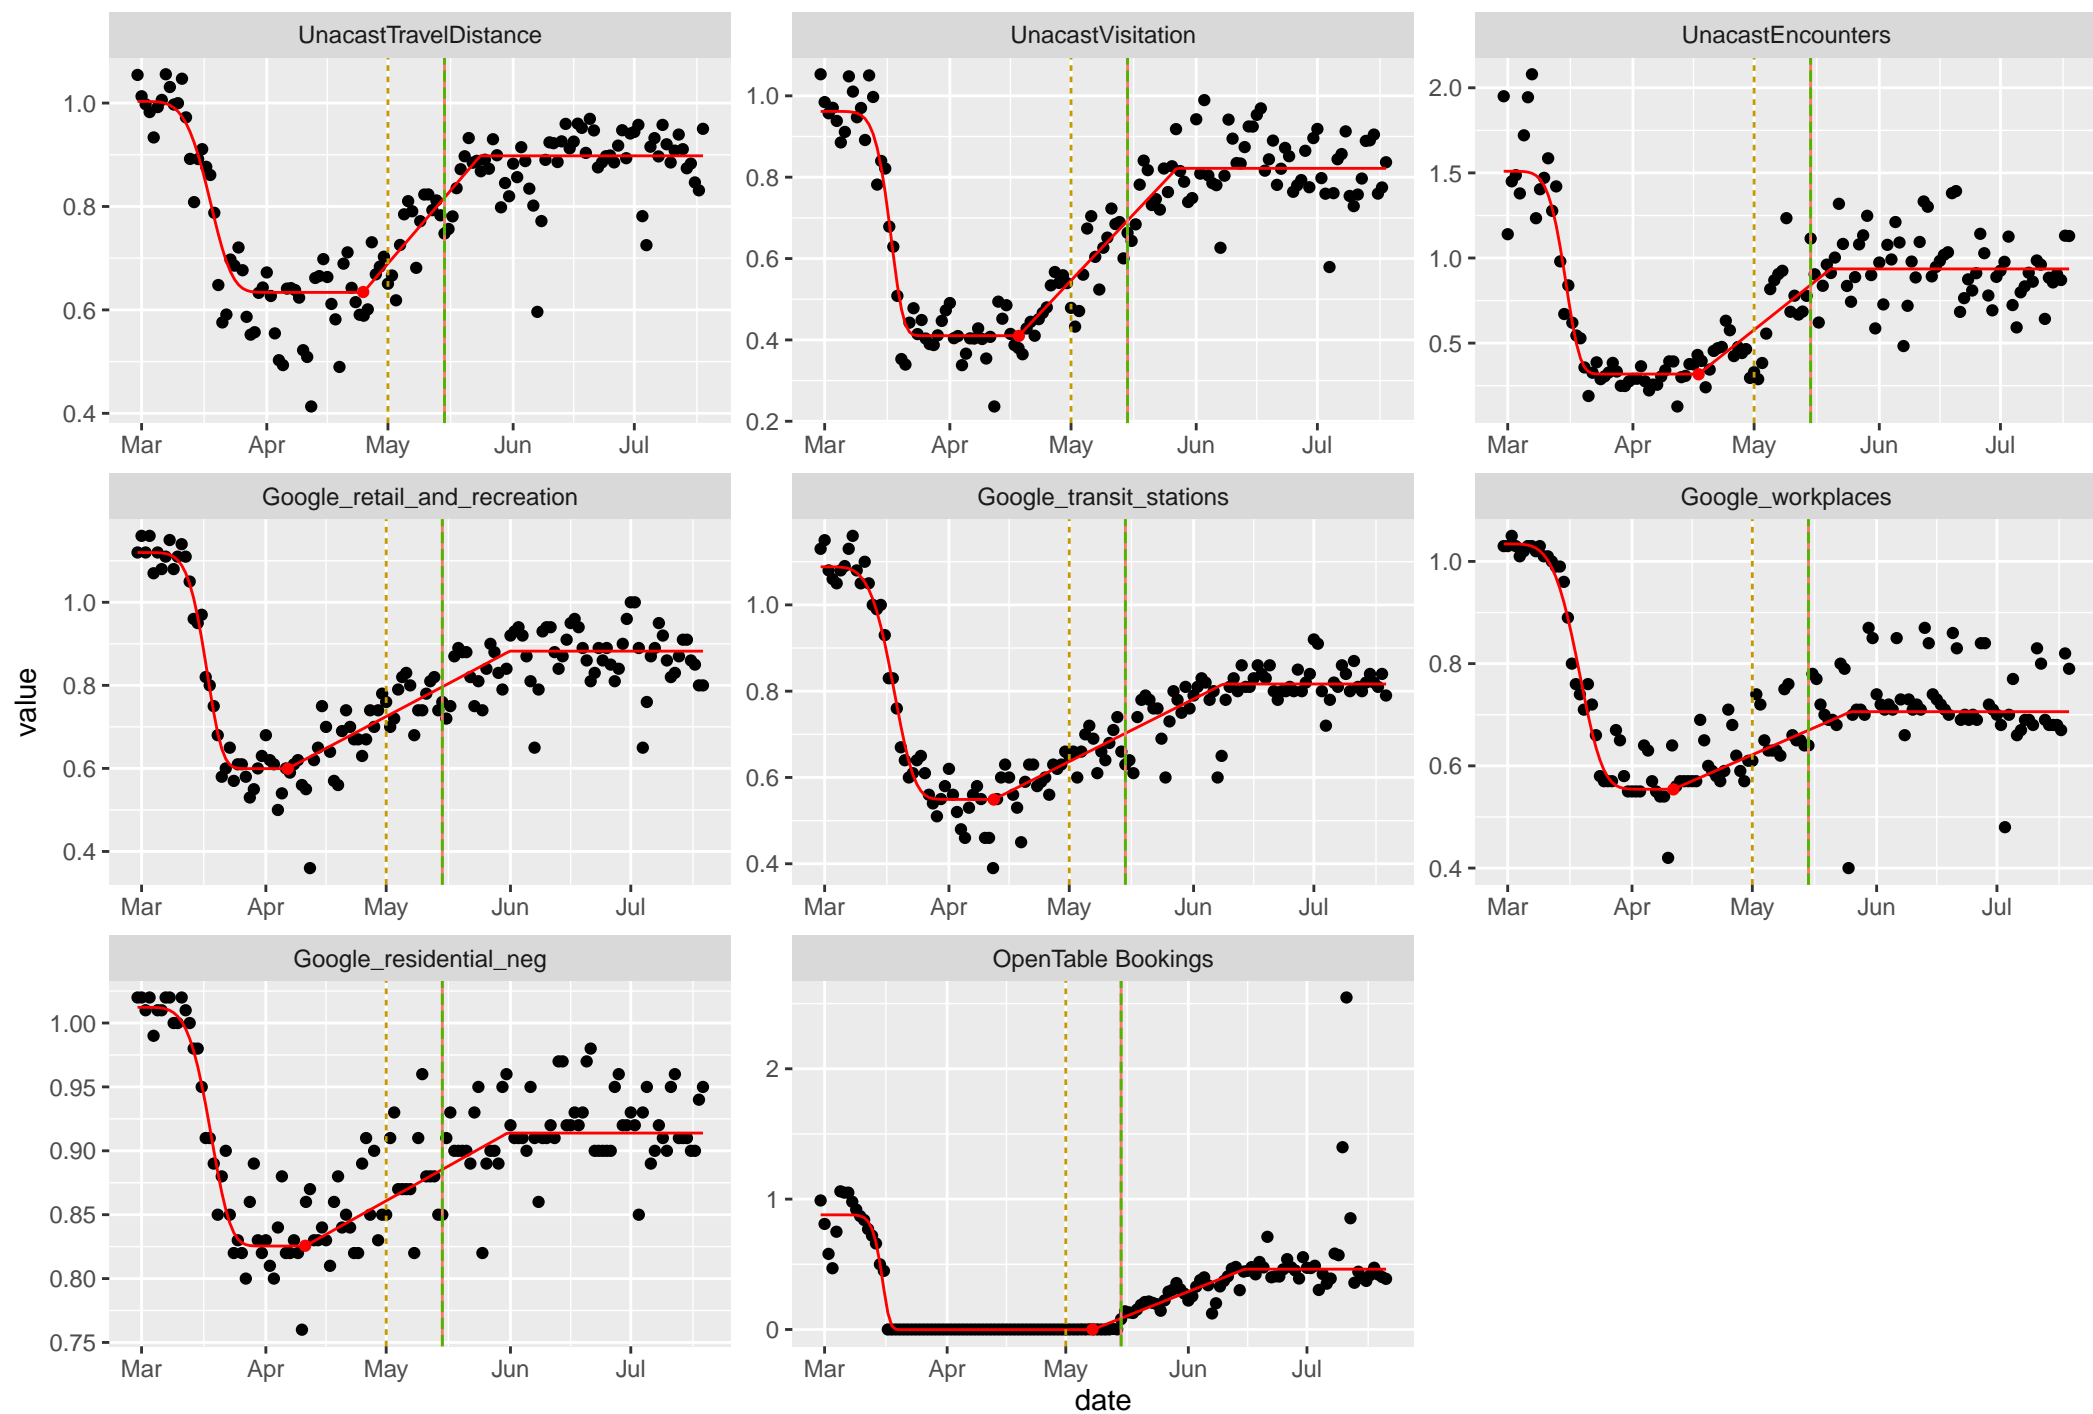 UnacastTravelDistance
UnacastVisitation
UnacastEncounters
1.0
0.8
0.6
0.4
1.0
0.8
0.6
0.4
0.2
2.0
1.5
1.0
0.5
Mar Apr May Jun Jul
Mar Apr May Jun Jul
Mar Apr May Jun Jul
Google_retail_and_recreation
Google_transit_stations
Google_workplaces
value
1.0
0.8
0.6
0.4
1.0
0.8
0.6
0.4
1.0
0.8
0.6
0.4
Mar Apr May Jun Jul
Mar Apr May Jun Jul
Mar Apr May Jun Jul
Google_residential_neg
OpenTable Bookings
1.00
0.95
0.90
0.85
0.80
0.75
2
1
0
Mar Apr May Jun Jul
Mar Apr May Jun Jul
date